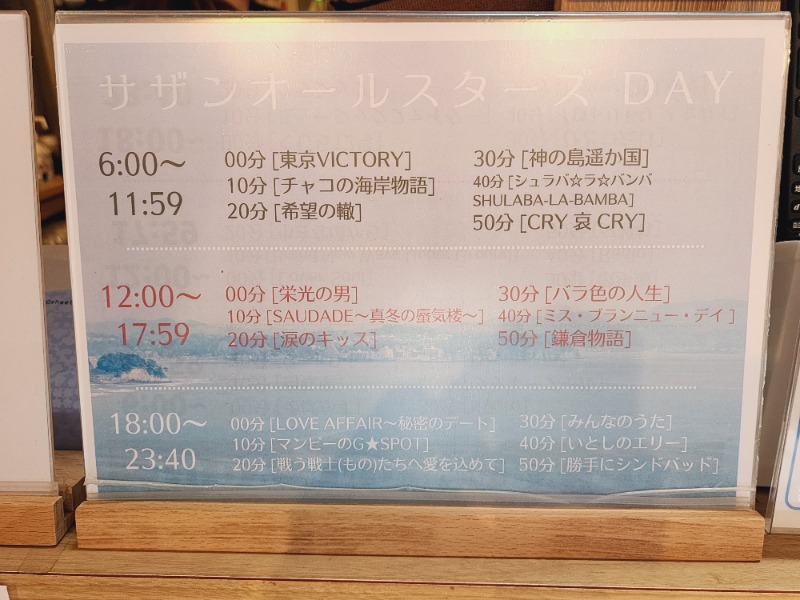 サザンオールスターズ DAY
6:00～
11:59
00分 [東京VICTORY]
10分 [チャコの海岸物語]
20分 [希望の轍]
30分 [神の島遥か国]
40分 [シュラバ☆ラ☆バンバ
SHULABA-LA-BAMBA]
50分 [CRY 哀 CRY]
12:00～
17:59
00分 [栄光の男]
10分 [SAUDADE～真冬の蜃気楼～]
20分 [涙のキッス]
30分 [バラ色の人生]
40分 [ミス・ブランニュー・デイ ]
50分 [鎌倉物語]
18:00～
23:40
00分 [LOVE AFFAIR～秘密のデート]
10分 [マンピーのG★SPOT]
20分 [戦う戦士(もの)たちへ愛を込めて]
30分 [みんなのうた]
40分 [いとしのエリー]
50分 [勝手にシンドバッド]